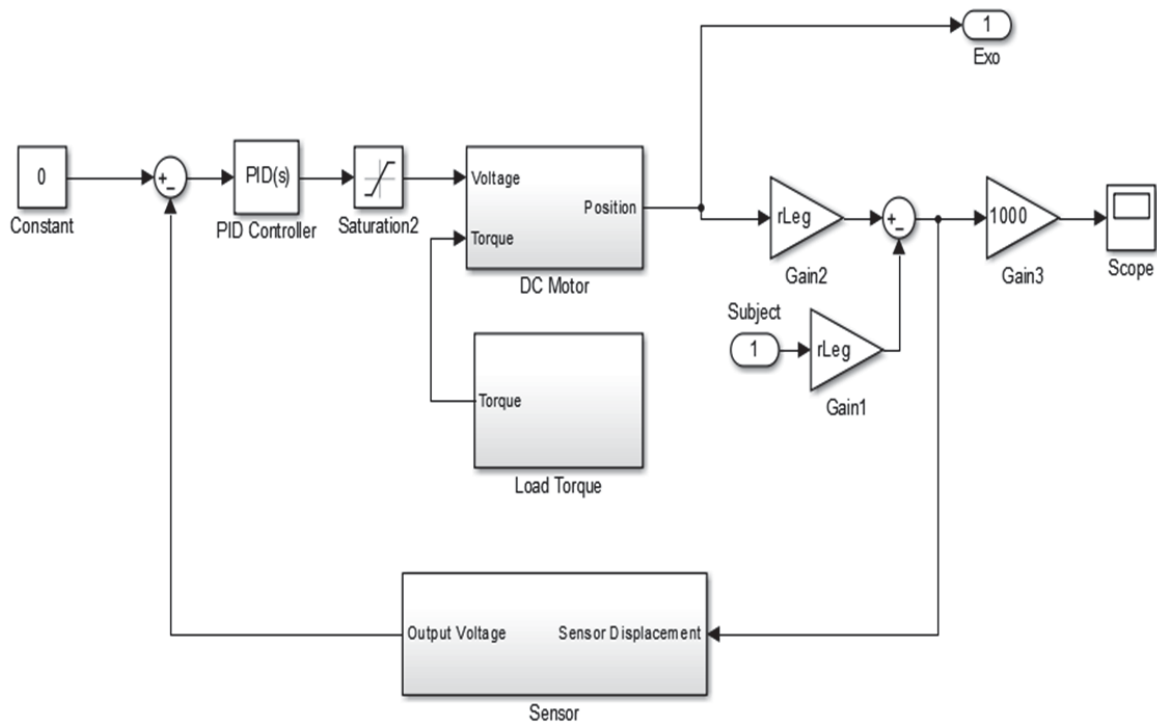 1
Exo
0
Constant
+
−
PID(s)
PID Controller
Saturation2
Voltage
Torque
Position
DC Motor
rLeg
Gain2
+
−
1000
Gain3
Scope
Subject
1
rLeg
Gain1
Torque
Load Torque
Output Voltage
Sensor Displacement
Sensor